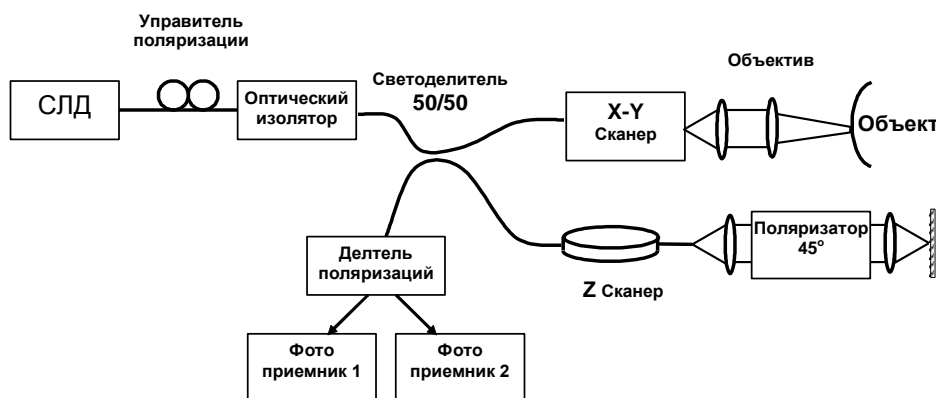 Управитель
поляризации
СЛД
Оптический
изолятор
Светоделитель
50/50
X-Y
Сканер
Объектив
Объект
Делтель
поляризаций
Z Сканер
Поляризатор
45°
Фото
приемник 1
Фото
приемник 2